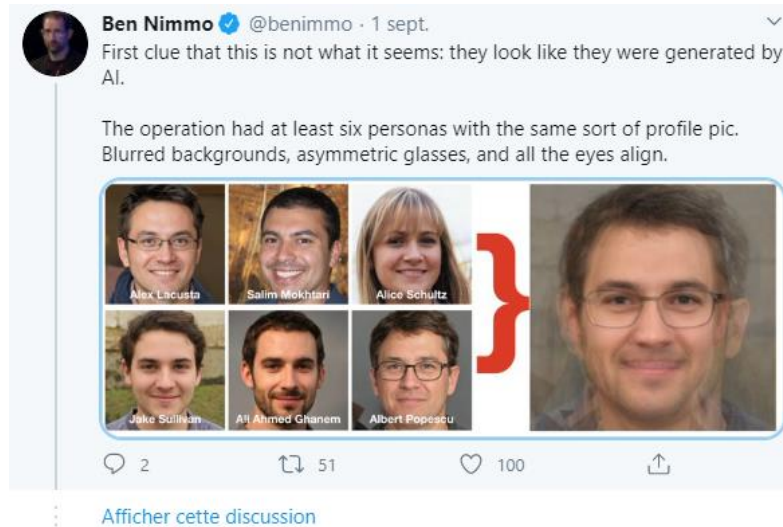 Ben Nimmo @benimmo · 1 sept.
First clue that this is not what it seems: they look like they were generated by
AI.
The operation had at least six personas with the same sort of profile pic.
Blurred backgrounds, asymmetric glasses, and all the eyes align.
Alex Lacusta
Salim Mokhtari
Alice Schultz
}
Jake Sullivan
Ali Ahmed Ghanem
Albert Popescu
2
51
100
Afficher cette discussion